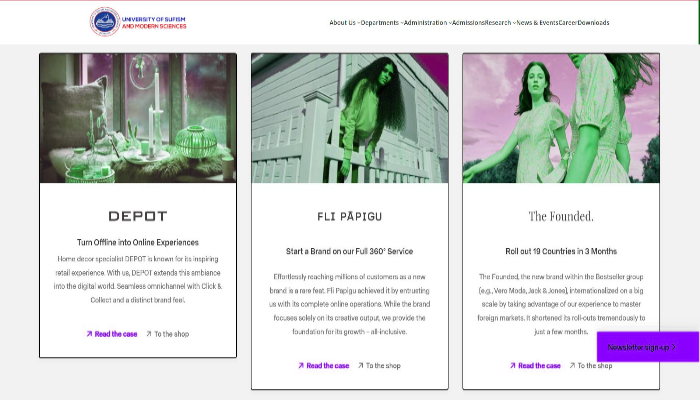 UNIVERSITY OF SUFISM
AND MODERN SCIENCES
About Us Departments Administration Admissions Research News & Events Career Downloads
DEPOT
Turn Offline into Online Experiences
Home decor specialist DEPOT is known for its inspiring
retail experience. With us, DEPOT extends this ambience
into the digital world. Seamless omnichannel with Click &
Collect and a distinct brand feel.
Read the case To the shop
FLI PĀPIGU
Start a Brand on our Full 360° Service
Effortlessly reaching millions of customers as a new
brand is a rare feat. Fli Papigu achieved it by entrusting
us with its complete online operations. While the brand
focuses solely on its creative output, we provide the
foundation for its growth – all-inclusive.
Read the case To the shop
The Founded.
Roll out 19 Countries in 3 Months
The Founded, the new brand within the Bestseller group
(e.g., Vero Moda, Jack & Jones), internationalized on a big
scale by taking advantage of our experience to master
foreign markets. It shortened its roll-outs tremendously to
just a few months.
Read the case To the shop
Newsletter sign-up